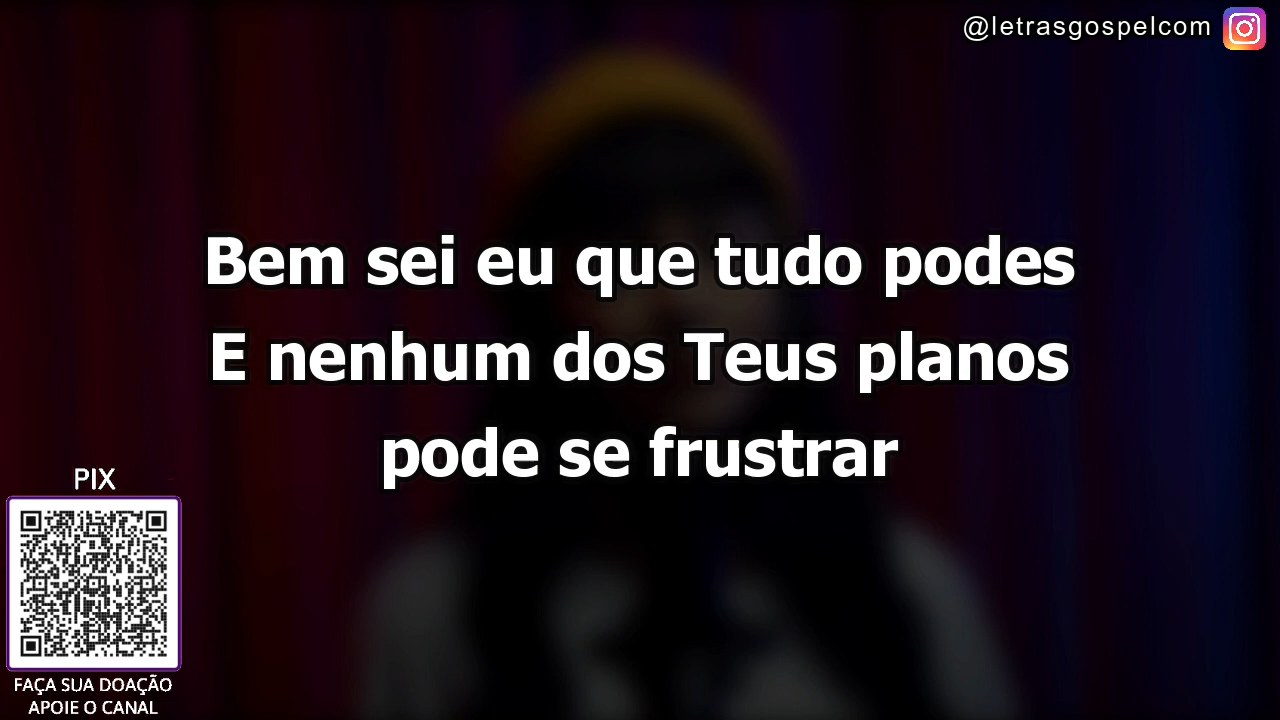 @letrasgospelcom
Bem sei eu que tudo podes
E nenhum dos Teus planos
pode se frustrar
PIX
FAÇA SUA DOAÇÃO
APOIE O CANAL